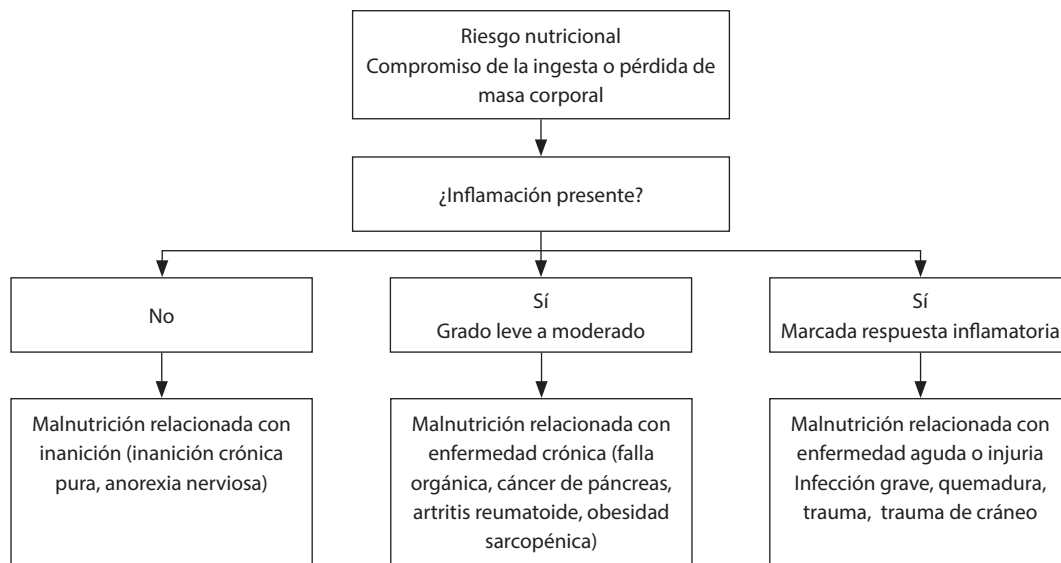 Riesgo nutricional
Compromiso de la ingesta o pérdida de
masa corporal
¿Inflamación presente?
No
Sí
Grado leve a moderado
Sí
Marcada respuesta inflamatoria
Malnutrición relacionada con
inanición (inanición crónica
pura, anorexia nerviosa)
Malnutrición relacionada con
enfermedad crónica (falla
orgánica, cáncer de páncreas,
artritis reumatoide, obesidad
sarcopénica)
Malnutrición relacionada con
enfermedad aguda o injuria
Infección grave, quemadura,
trauma, trauma de cráneo